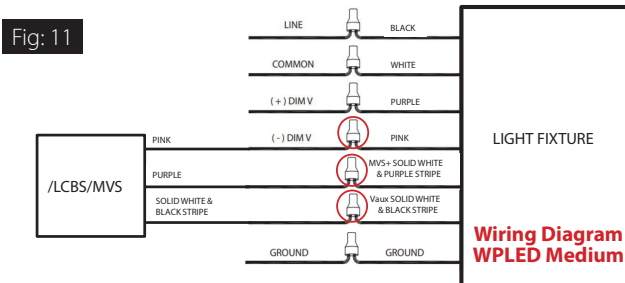 Fig: 11
LINE
BLACK
COMMON
WHITE
(+) DIM V
PURPLE
PINK
(-) DIM V
PINK
LIGHT FIXTURE
/LCBS/MVS
PURPLE
MVS+ SOLID WHITE
& PURPLE STRIPE
SOLID WHITE &
BLACK STRIPE
Vaux SOLID WHITE
& BLACK STRIPE
GROUND
GROUND
Wiring Diagram
WPLED Medium